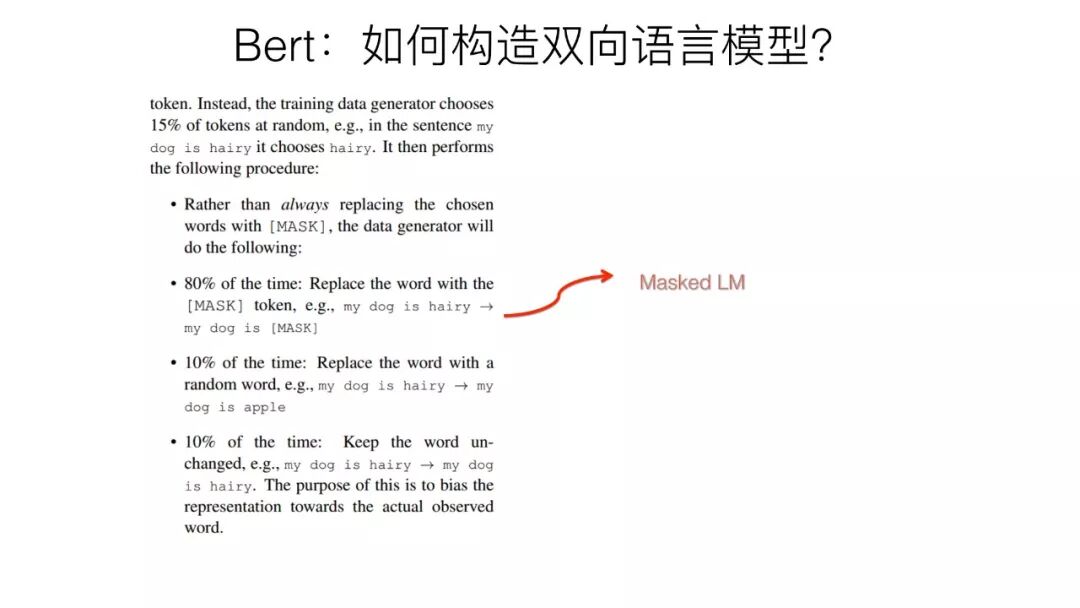 Bert：如何构造双向语言模型？
token. Instead, the training data generator chooses
15% of tokens at random, e.g., in the sentence my
dog is hairy it chooses hairy. It then performs
the following procedure:
• Rather than always replacing the chosen
words with [MASK], the data generator will
do the following:
• 80% of the time: Replace the word with the
[MASK] token, e.g., my dog is hairy →
my dog is [MASK]
• 10% of the time: Replace the word with a
random word, e.g., my dog is hairy → my
dog is apple
• 10% of the time: Keep the word un-
changed, e.g., my dog is hairy → my dog
is hairy. The purpose of this is to bias the
representation towards the actual observed
word.
Masked LM